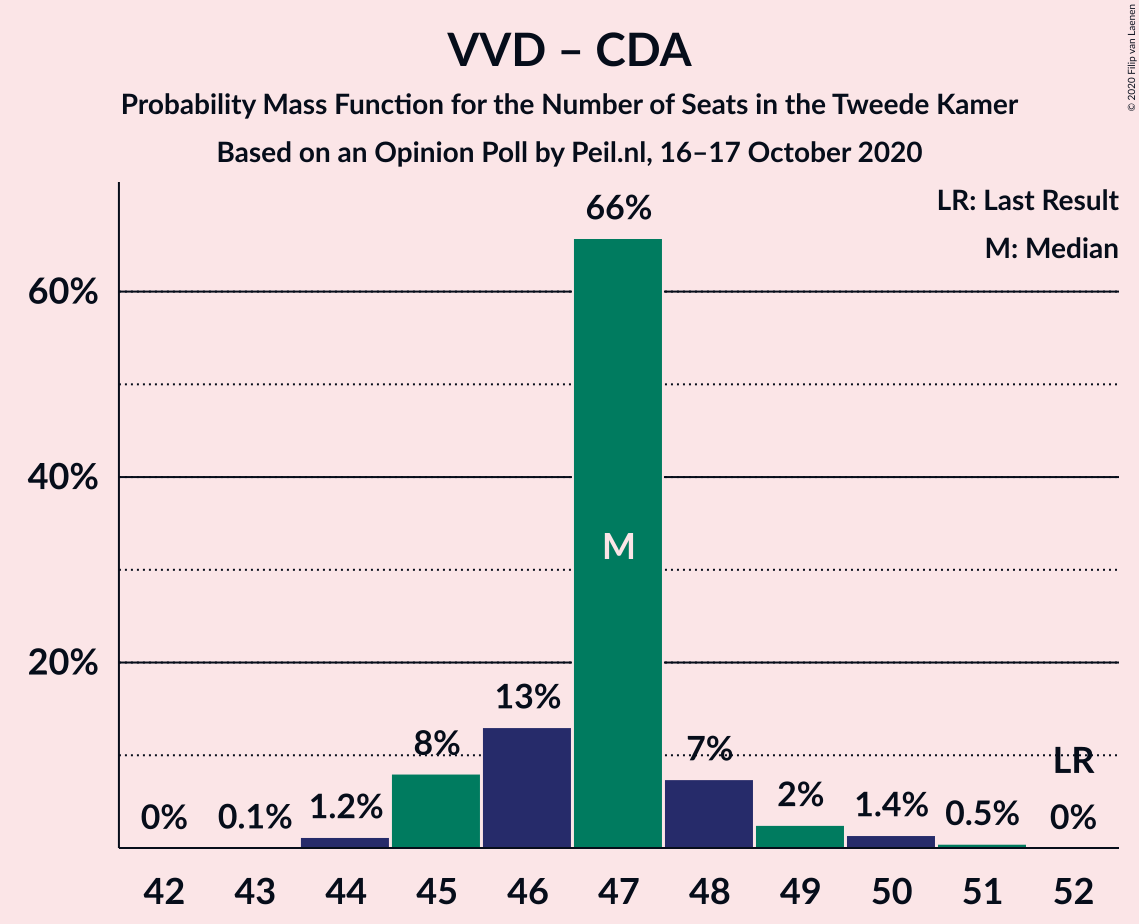 VVD – CDA
Probability Mass Function for the Number of Seats in the Tweede Kamer
Based on an Opinion Poll by Peil.nl, 16–17 October 2020
© 2020 Filip van Laenen
LR: Last Result
M: Median
60%
40%
20%
0%
0.1%
1.2%
8%
13%
66%
M
7%
2%
1.4%
0.5%
LR
0%
42 43 44 45 46 47 48 49 50 51 52